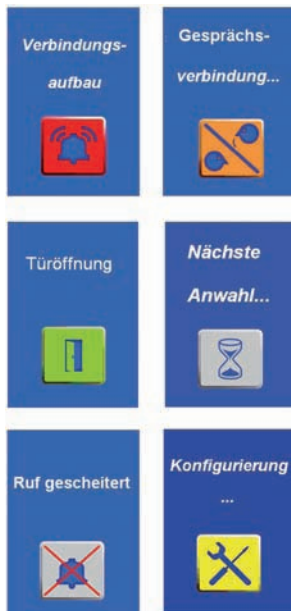 Verbindungs-
aufbau
Gesprächs-
verbindung...
Türöffnung
Nächste
Anwahl...
Ruf gescheitert
Konfigurierung
...